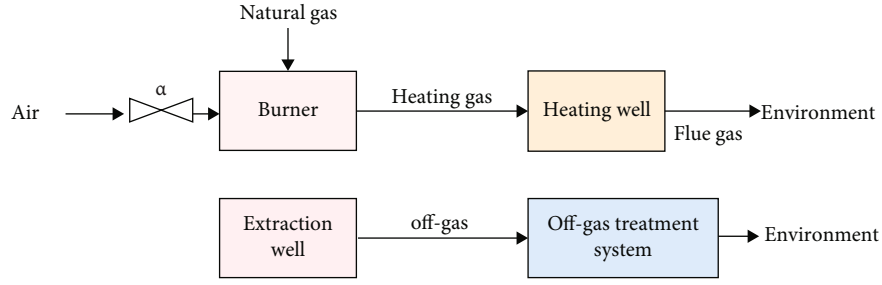 Natural gas
Air
α
Burner
Heating gas
Heating well
Flue gas
Environment
Extraction
well
off-gas
Off-gas treatment
system
Environment